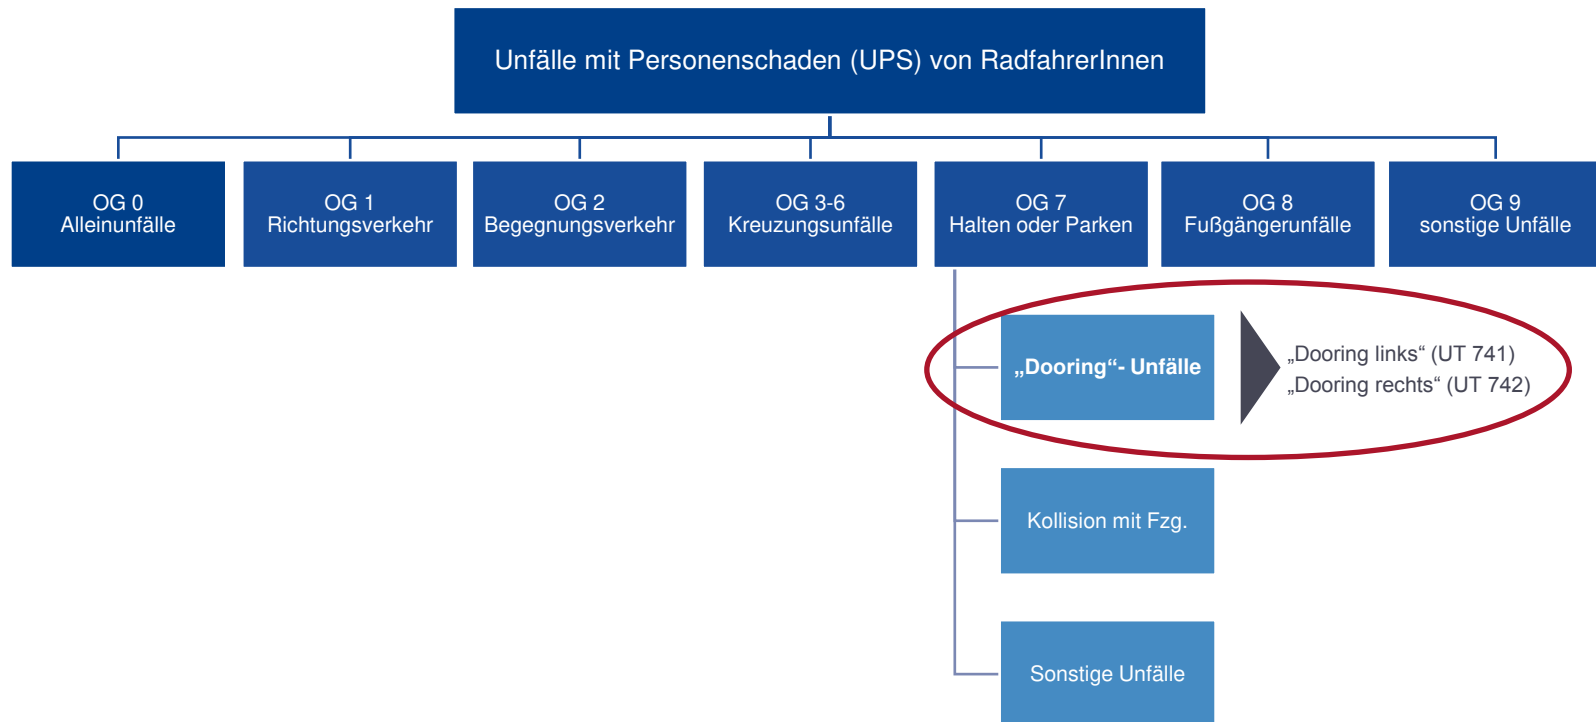 Unfälle mit Personenschaden (UPS) von RadfahrerInnen
OG 0
Alleinunfälle
OG 1
Richtungsverkehr
OG 2
Begegnungsverkehr
OG 3-6
Kreuzungsunfälle
OG 7
Halten oder Parken
OG 8
Fußgängerunfälle
OG 9
sonstige Unfälle
„Dooring“- Unfälle
„Dooring links“ (UT 741)
„Dooring rechts“ (UT 742)
Kollision mit Fzg.
Sonstige Unfälle